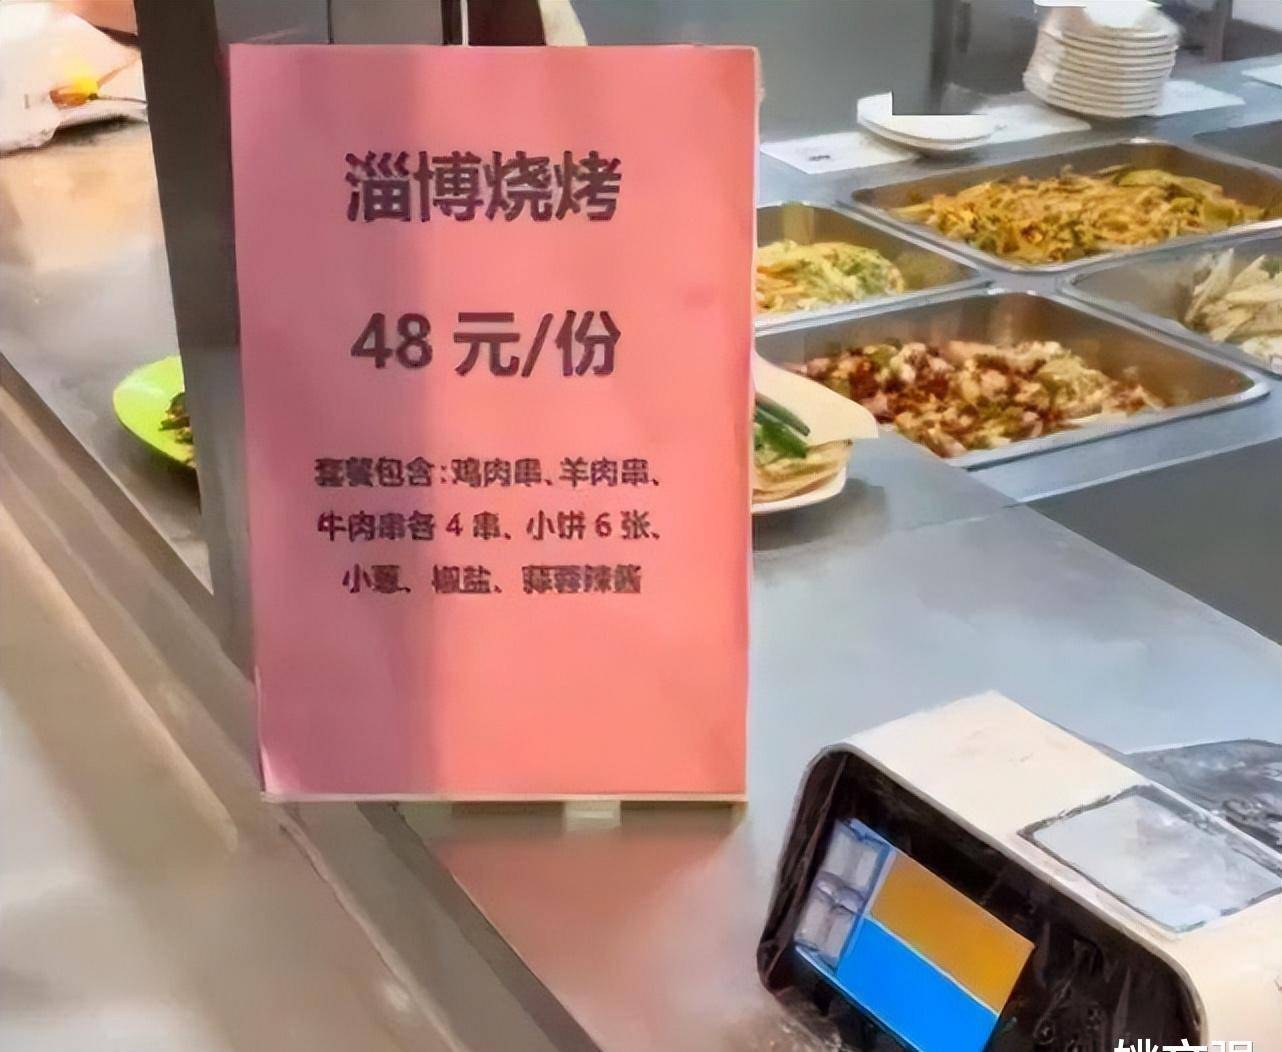 淄博烧烤
48 元/份
套餐包含:鸡肉串、羊肉串、
牛肉串各 4 串、小饼 6 张、
小葱、椒盐、蒜蓉辣酱